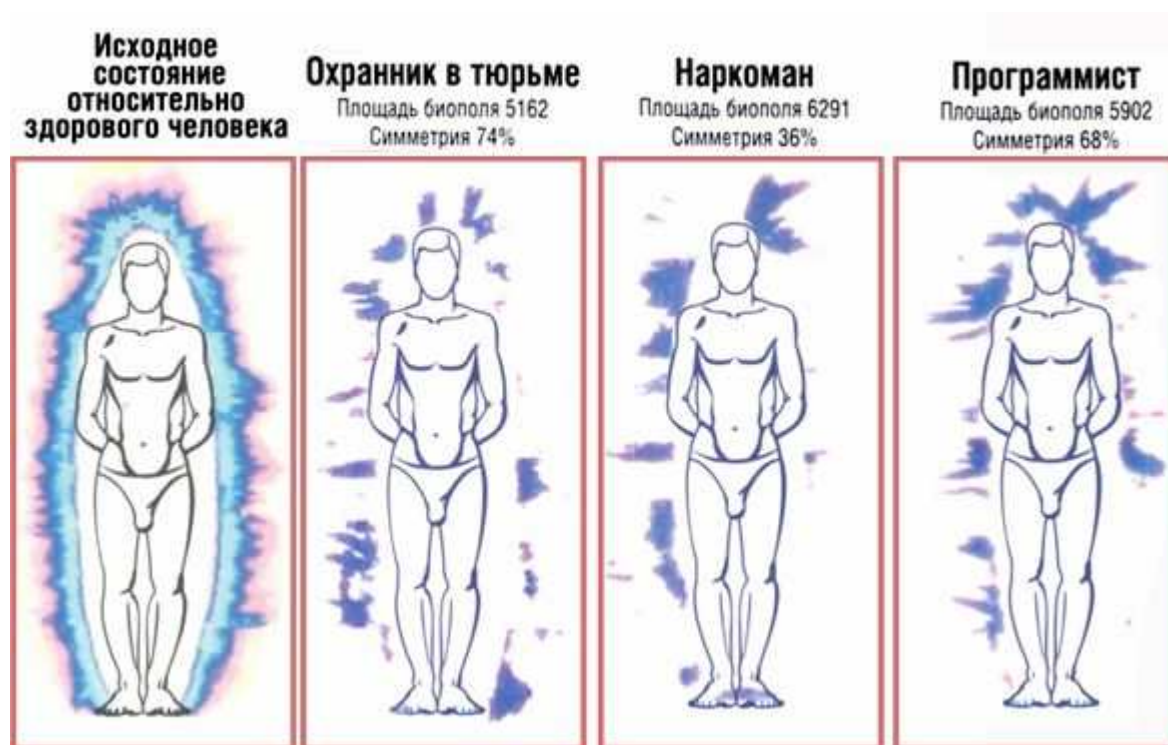 Исходное
состояние
относительно
здорового человека
Охранник в тюрьме
Площадь биополя 5162
Симметрия 74%
Наркоман
Площадь биополя 6291
Симметрия 36%
Программист
Площадь биополя 5902
Симметрия 68%